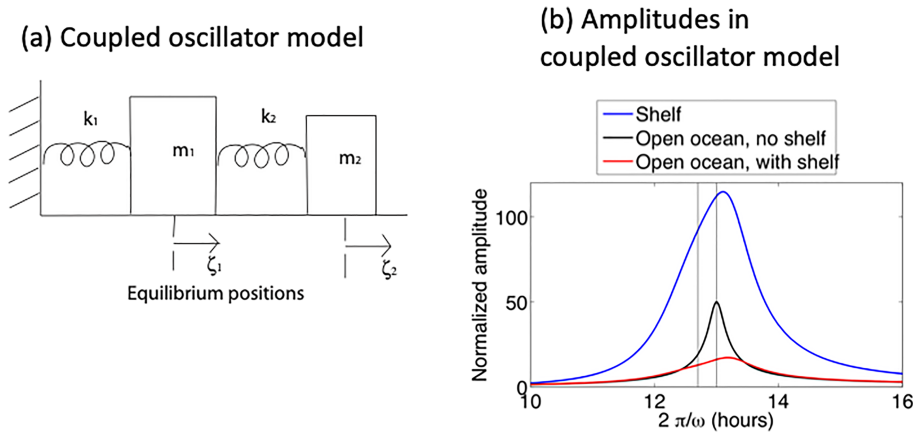 (a) Coupled oscillator model
k1
k2
m1
m2
ζ1
ζ2
Equilibrium positions
(b) Amplitudes in
coupled oscillator model
Shelf
Open ocean, no shelf
Open ocean, with shelf
Normalized amplitude
100
50
0
10
12
14
16
2 π/ω (hours)